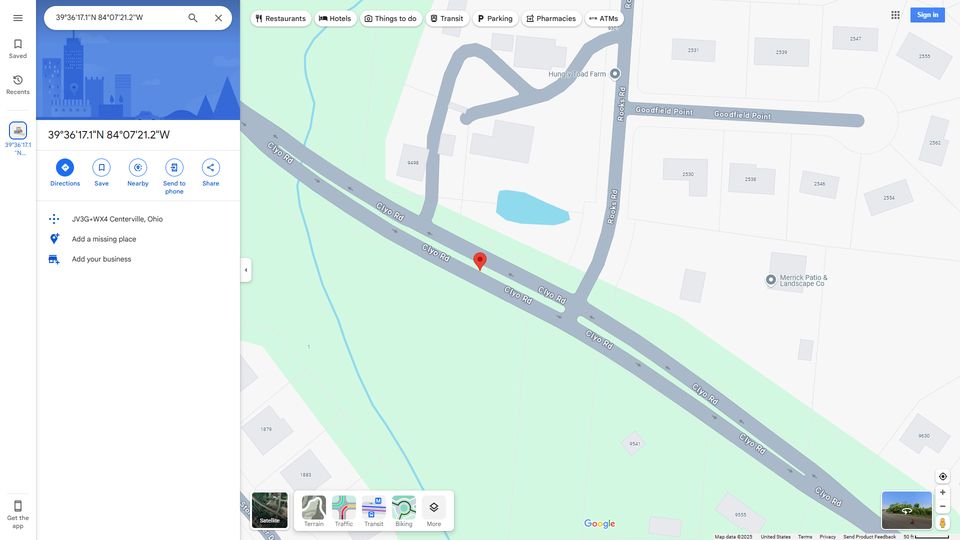 39°36'17.1"N 84°07'21.2"W
Restaurants
Hotels
Things to do
Transit
Parking
Pharmacies
ATMs
Sign in
Saved
Recents
39°36'17.1
"N...
39°36'17.1"N 84°07'21.2"W
Directions
Save
Nearby
Send to
phone
Share
JV3G+WX4 Centerville, Ohio
Add a missing place
Add your business
Get the
app
Hungry Toad Farm
Rooks Rd
Goodfield Point
Goodfield Point
2531
2539
2547
2555
2562
2530
2538
2546
2554
9498
Rooks Rd
Clyo Rd
Clyo Rd
Clyo Rd
Clyo Rd
Clyo Rd
Clyo Rd
Clyo Rd
Clyo Rd
Clyo Rd
Merrick Patio &
Landscape Co
1
1879
1883
9541
9555
9630
Satellite
Terrain
Traffic
Transit
Biking
More
Google
Map data ©2025
United States
Terms
Privacy
Send Product Feedback
50 ft